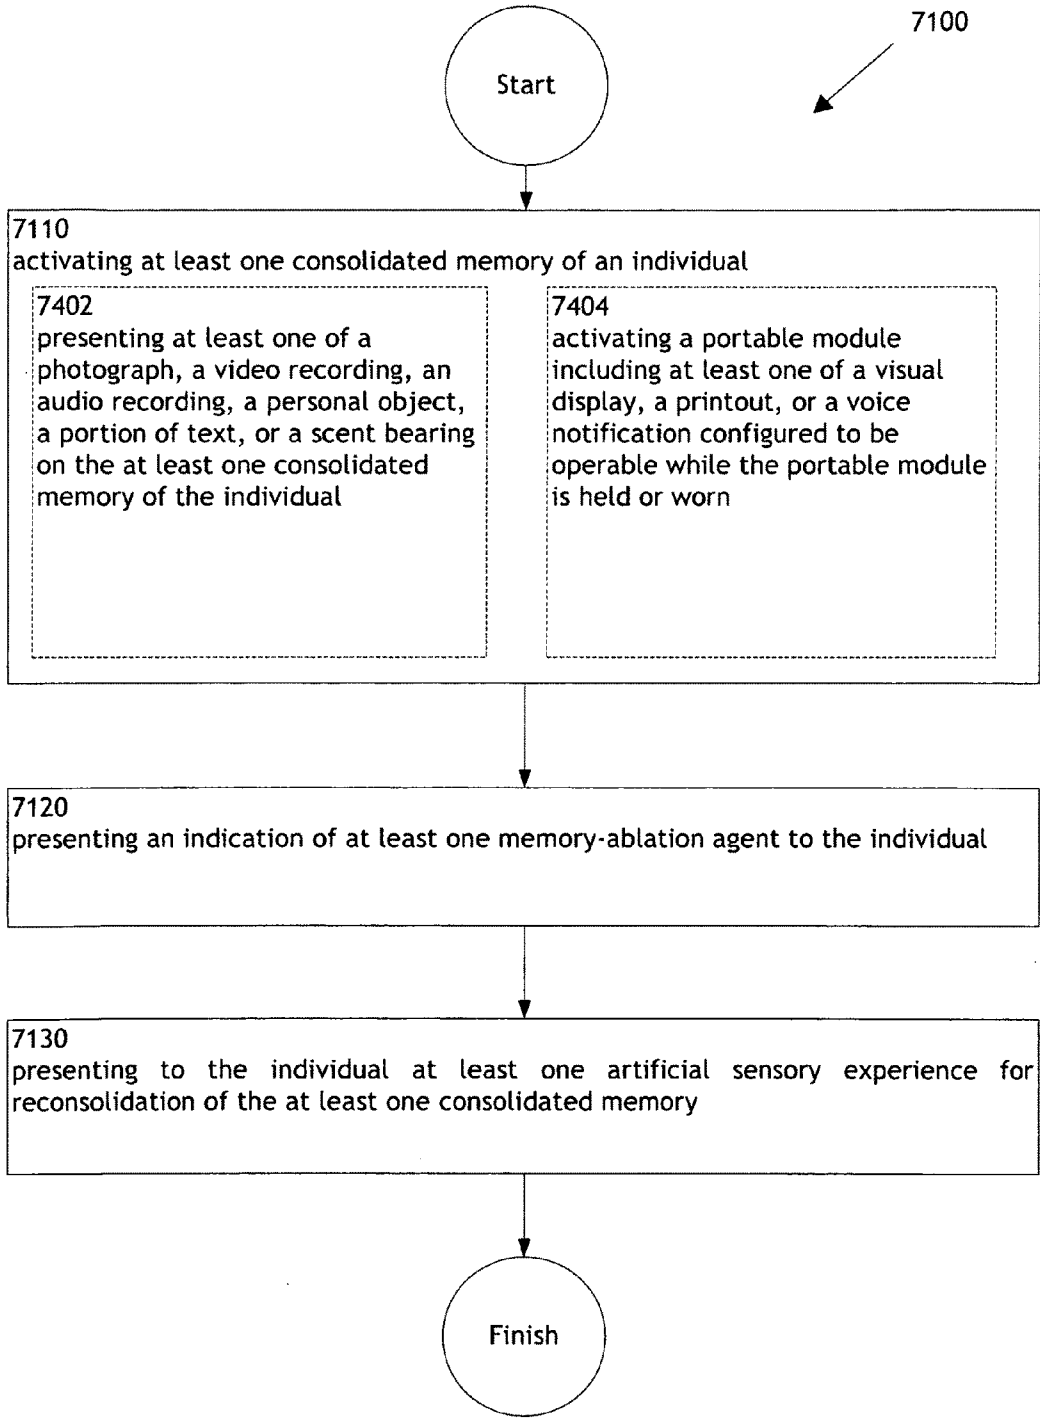 7100
Start
7110
activating at least one consolidated memory of an individual
7402
presenting at least one of a
photograph, a video recording, an
audio recording, a personal object,
a portion of text, or a scent bearing
on the at least one consolidated
memory of the individual
7404
activating a portable module
including at least one of a visual
display, a printout, or a voice
notification configured to be
operable while the portable module
is held or worn
7120
presenting an indication of at least one memory-ablation agent to the individual
7130
presenting to the individual at least one artificial sensory experience for
reconsolidation of the at least one consolidated memory
Finish